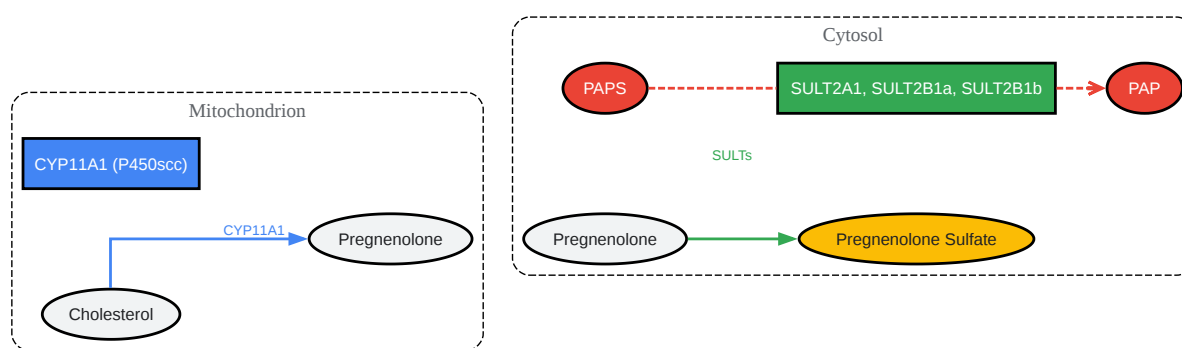 Mitochondrion
CYP11A1 (P450scc)
CYP11A1
Pregnenolone
Cholesterol
Cytosol
PAPS
SULT2A1, SULT2B1a, SULT2B1b
PAP
SULTs
Pregnenolone
Pregnenolone Sulfate